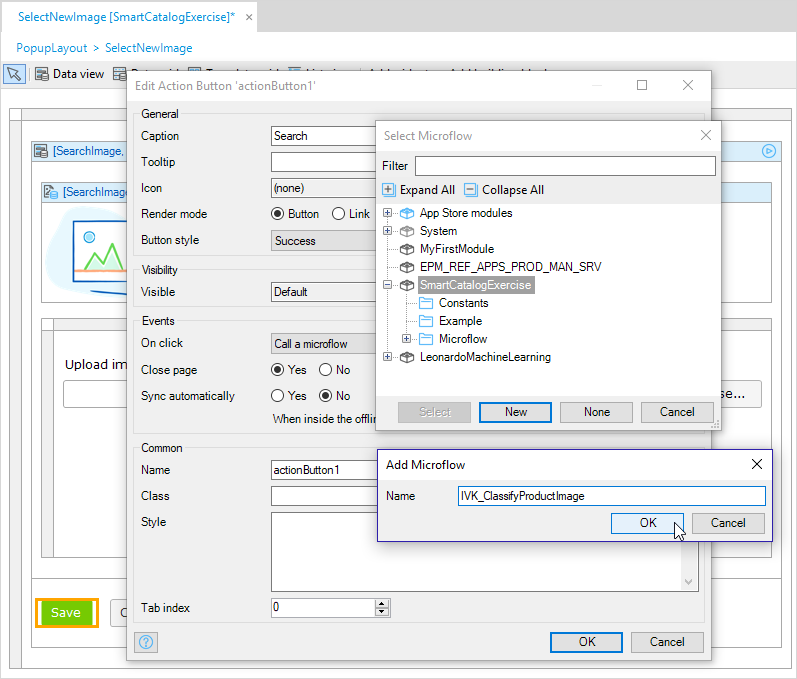 SelectNewImage [SmartCatalogExercise]* ×
PopupLayout > SelectNewImage
Data view
Edit Action Button 'actionButton1'
General
Caption Search
Tooltip
Icon (none)
Render mode Button Link
Button style Success
Visibility
Visible Default
Events
On click Call a microflow
Close page Yes No
Sync automatically Yes No
When inside the offlin
Common
Name actionButton1
Class
Style
Tab index 0
OK Cancel
[SearchImage,
[SearchImage
Upload im
Save
Select Microflow
Filter
Expand All Collapse All
App Store modules
System
MyFirstModule
EPM_REF_APPS_PROD_MAN_SRV
SmartCatalogExercise
Constants
Example
Microflow
LeonardoMachineLearning
Select New None Cancel
se...
Add Microflow
Name IVK_ClassifyProductImage
OK Cancel